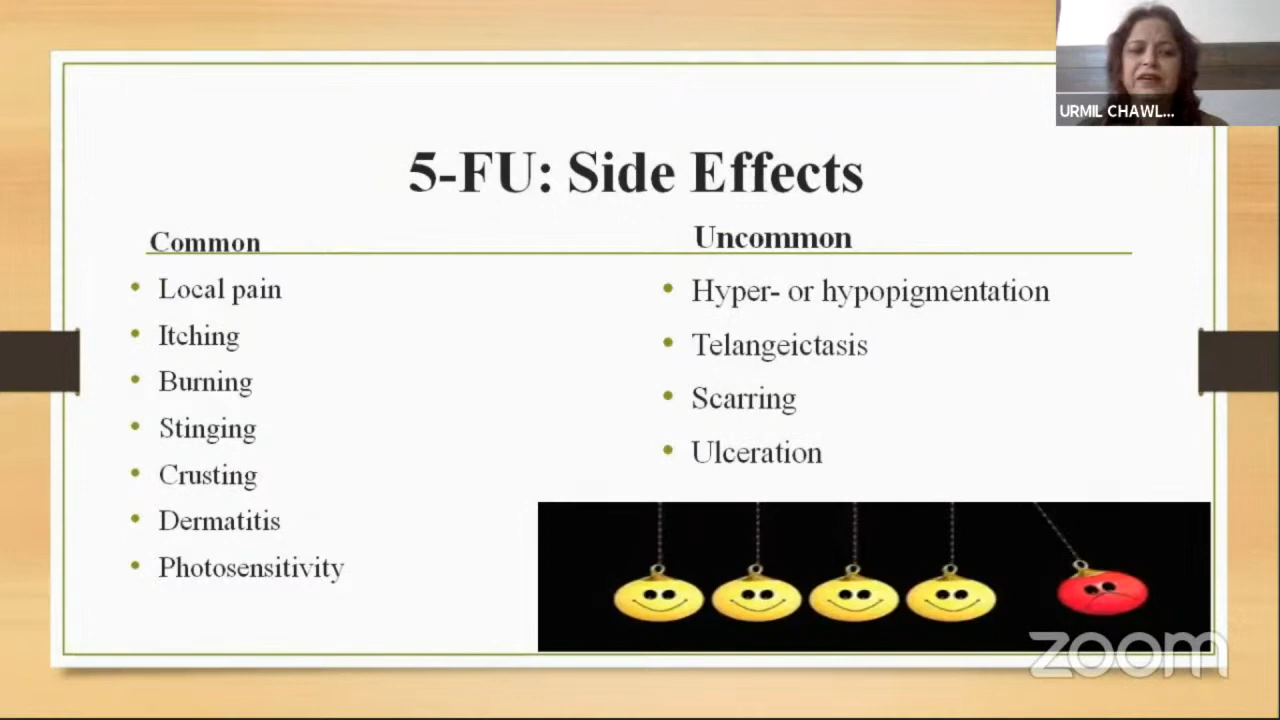 URMIL CHAWL...
5-FU: Side Effects
Common
Local pain
Itching
Burning
Stinging
Crusting
Dermatitis
Photosensitivity
Uncommon
Hyper- or hypopigmentation
Telangeictasis
Scarring
Ulceration
zoom